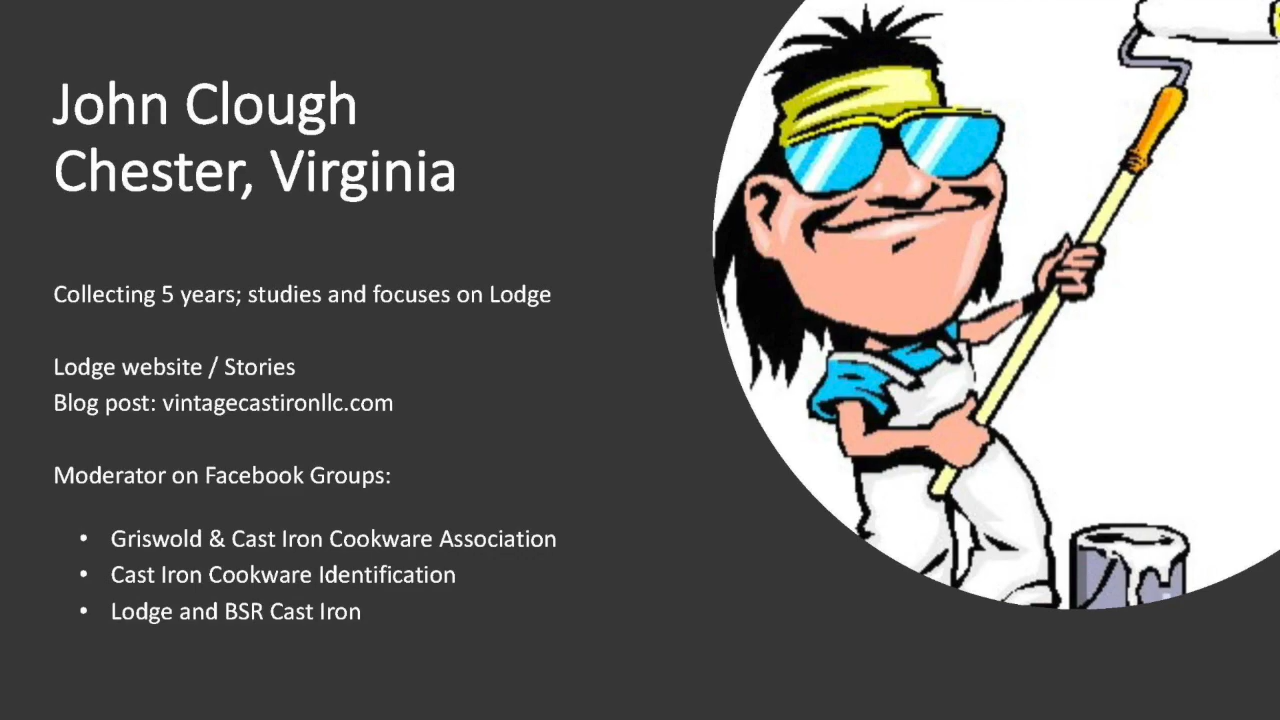 John Clough
Chester, Virginia
Collecting 5 years; studies and focuses on Lodge
Lodge website / Stories
Blog post: vintagecastironllc.com
Moderator on Facebook Groups:
• Griswold & Cast Iron Cookware Association
• Cast Iron Cookware Identification
• Lodge and BSR Cast Iron